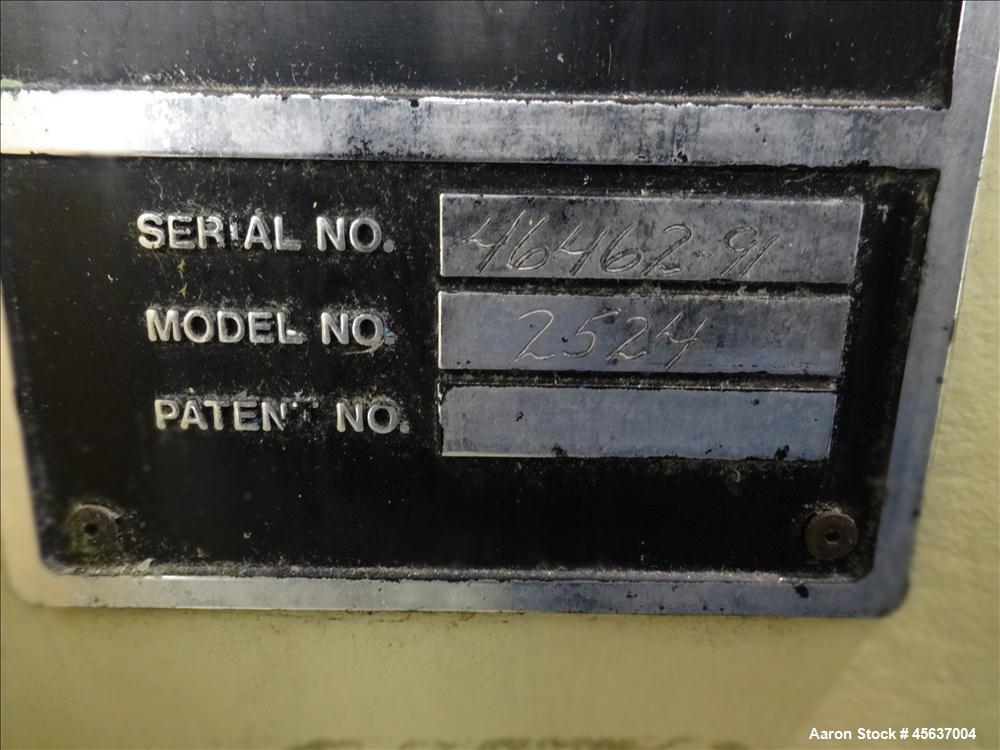 SERIAL NO. 46462-91
MODEL NO. 2524
PATENT NO.
Aaron Stock # 45637004